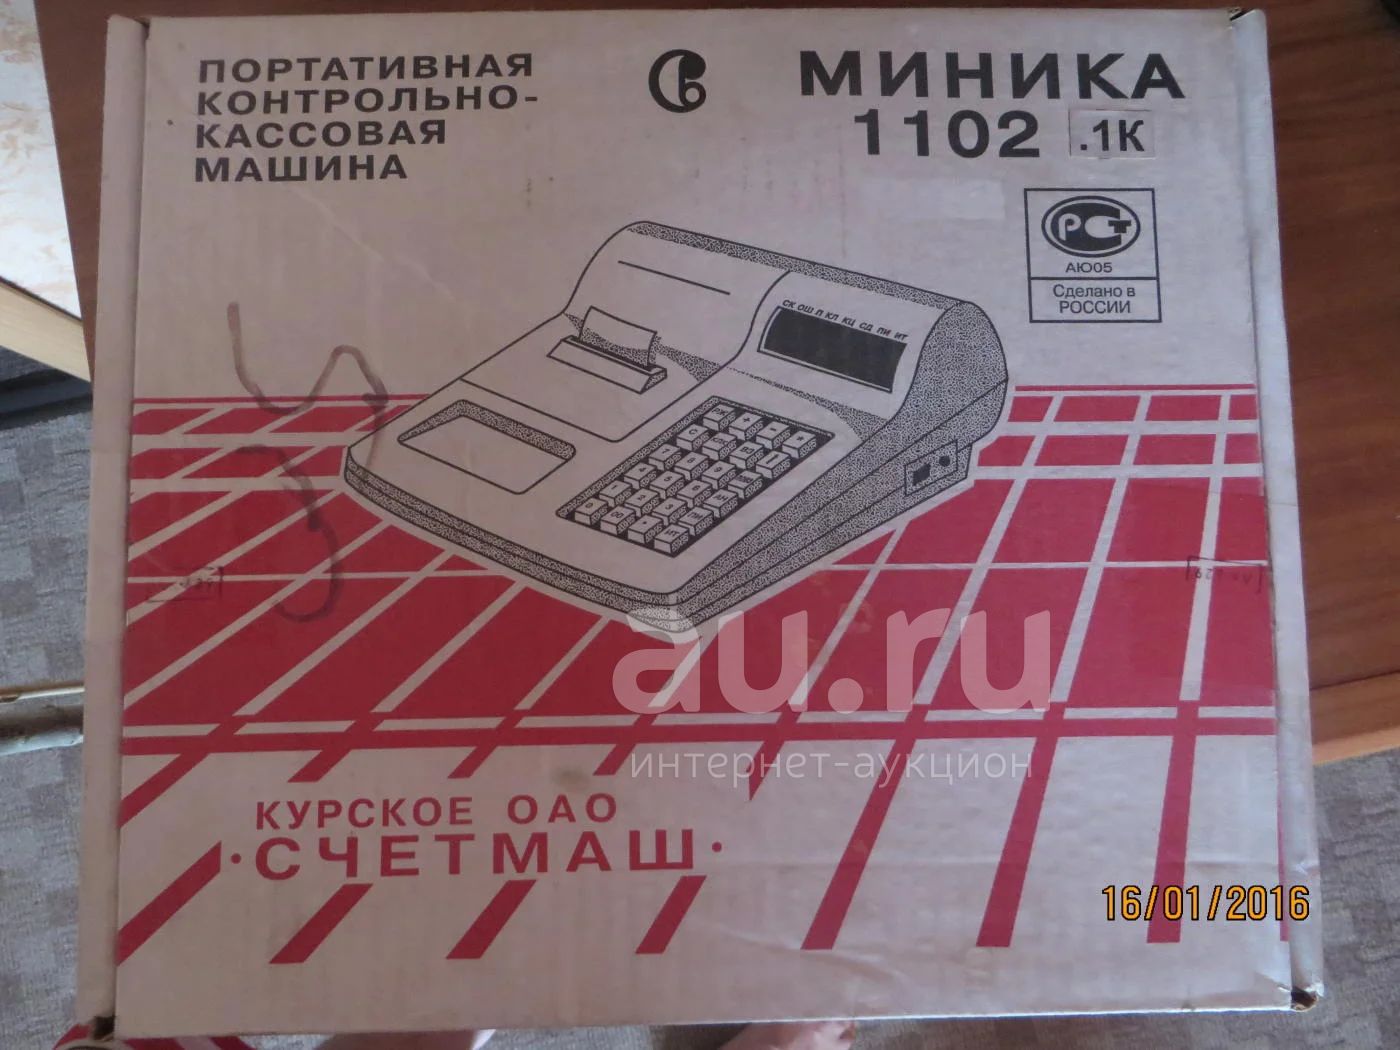 ПОРТАТИВНАЯ
КОНТРОЛЬНО-
КАССОВАЯ
МАШИНА
МИНИКА
1102 .1К
РСТ
АЮ05
Сделано в
РОССИИ
СК ОШ П КЛ КЦ СД ПИ ИТ
au.ru
интернет-аукцион
КУРСКОЕ ОАО
·СЧЕТМАШ·
16/01/2016